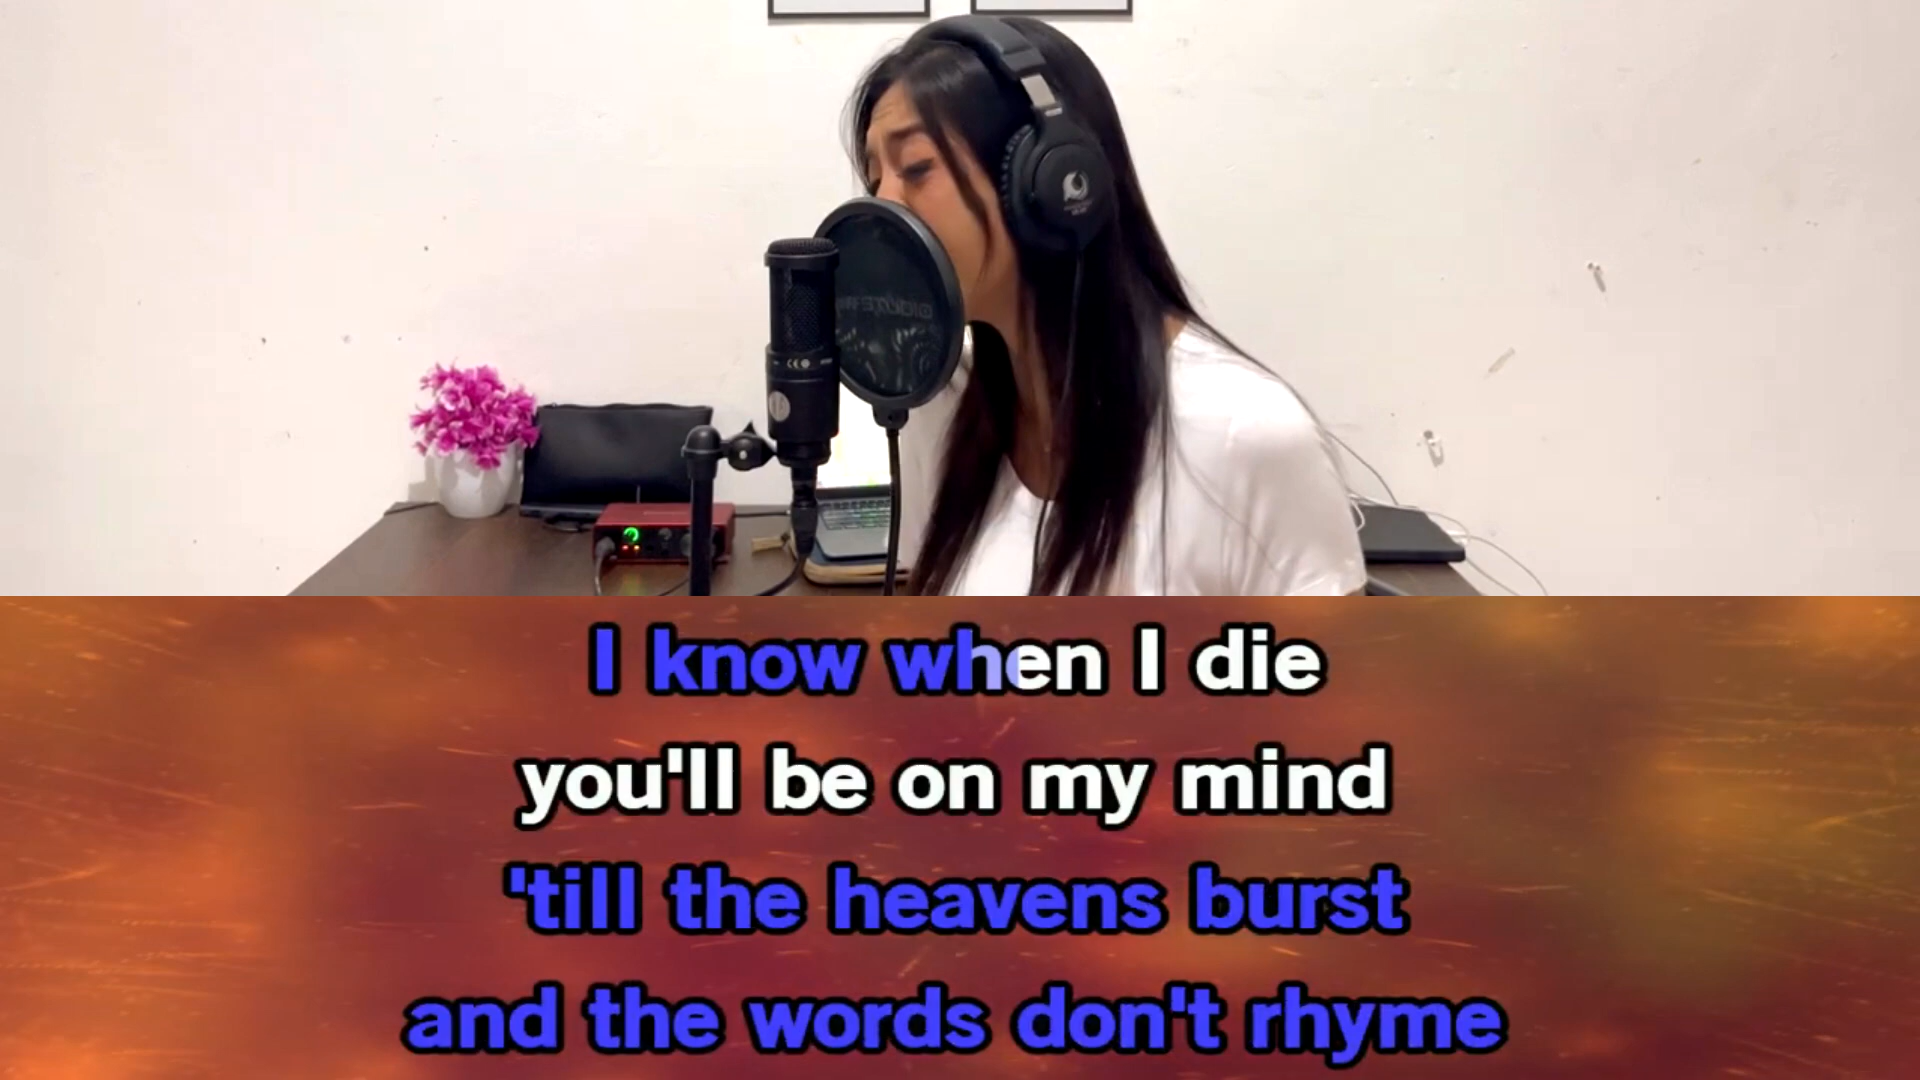 I know when I die
you'll be on my mind
'till the heavens burst
and the words don't rhyme